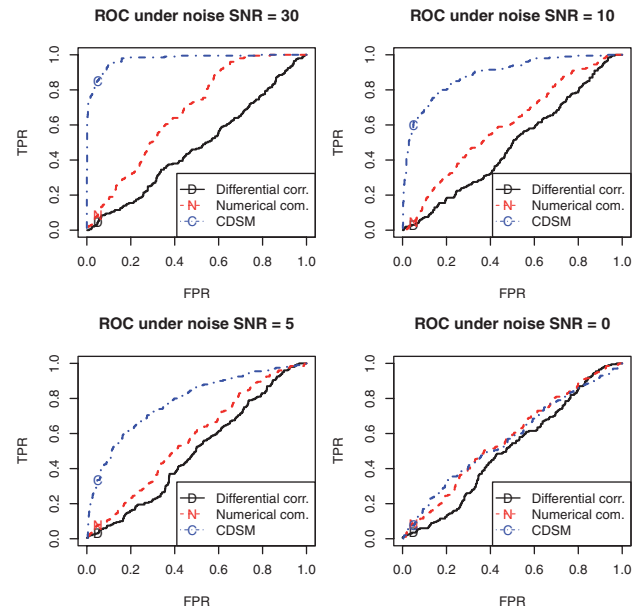 ROC under noise SNR = 30
TPR
1.0
0.8
0.6
0.4
0.2
0.0
C
N
D
D Differential corr.
N Numerical com.
C CDSM
0.0 0.2 0.4 0.6 0.8 1.0
FPR
ROC under noise SNR = 10
TPR
1.0
0.8
0.6
0.4
0.2
0.0
C
N
D
D Differential corr.
N Numerical com.
C CDSM
0.0 0.2 0.4 0.6 0.8 1.0
FPR
ROC under noise SNR = 5
TPR
1.0
0.8
0.6
0.4
0.2
0.0
C
N
D
D Differential corr.
N Numerical com.
C CDSM
0.0 0.2 0.4 0.6 0.8 1.0
FPR
ROC under noise SNR = 0
TPR
1.0
0.8
0.6
0.4
0.2
0.0
C
N
D
D Differential corr.
N Numerical com.
C CDSM
0.0 0.2 0.4 0.6 0.8 1.0
FPR